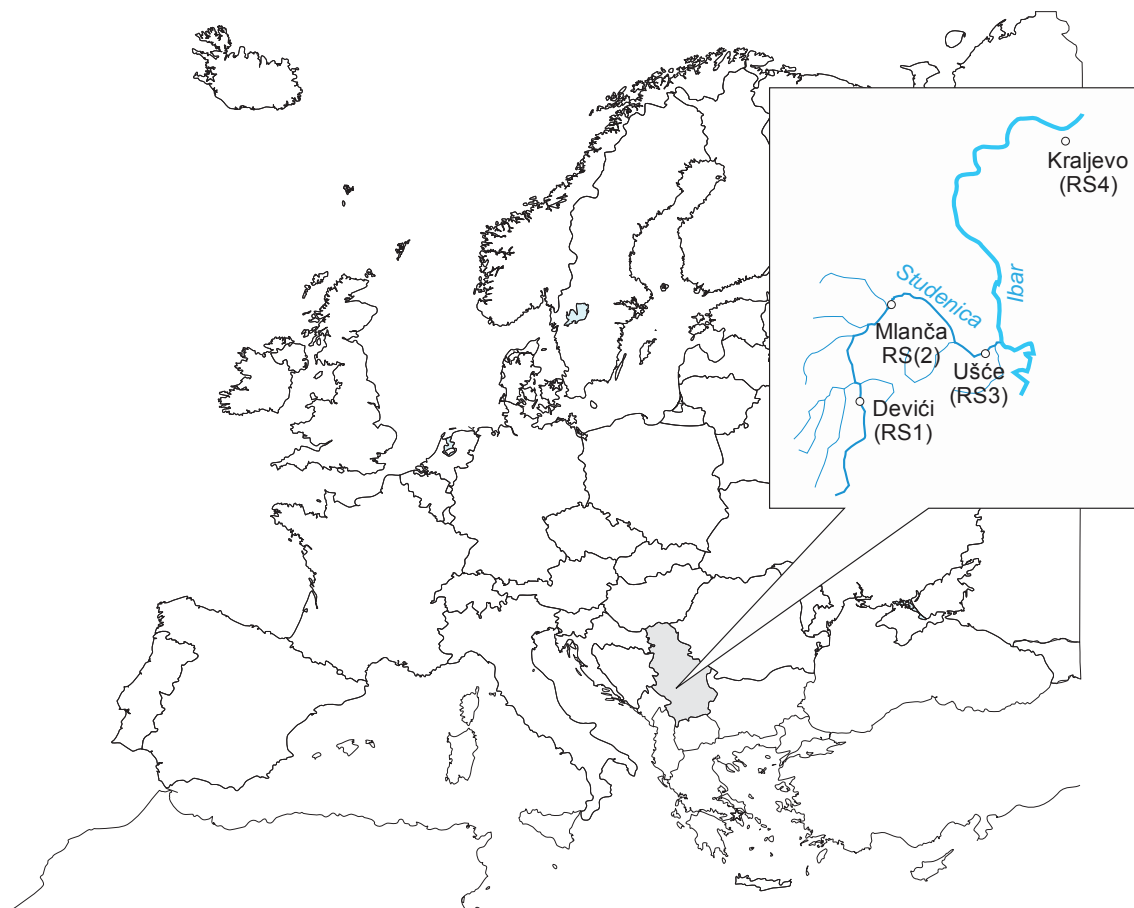 Kraljevo
(RS4)
Studenica
Ibar
Mlanča
RS(2)
Ušće
(RS3)
Devići
(RS1)